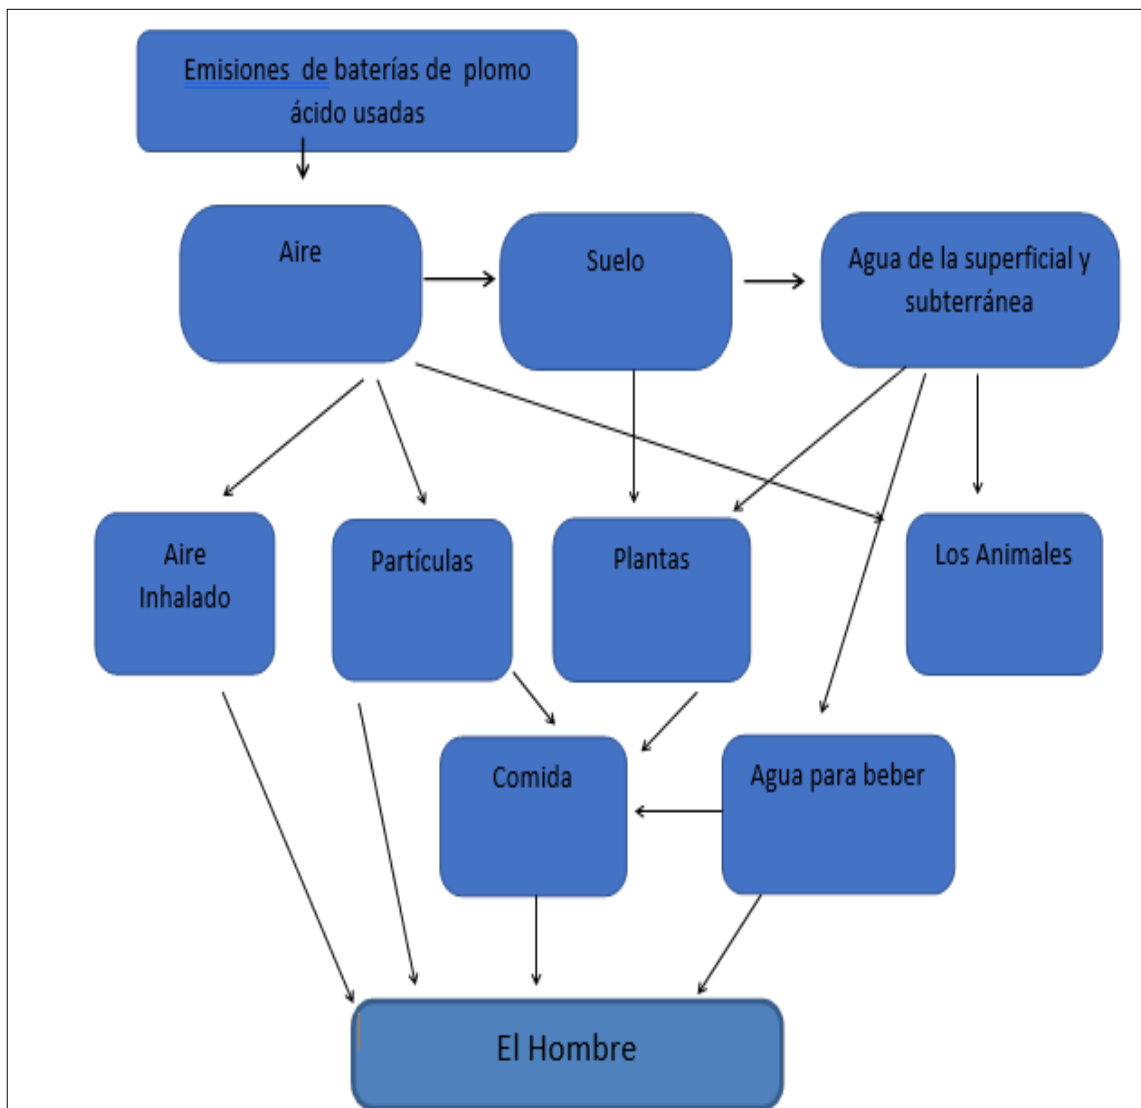 Emisiones de baterías de plomo
ácido usadas
Aire
Suelo
Agua de la superficial y
subterránea
Aire
Inhalado
Partículas
Plantas
Los Animales
Comida
Agua para beber
El Hombre